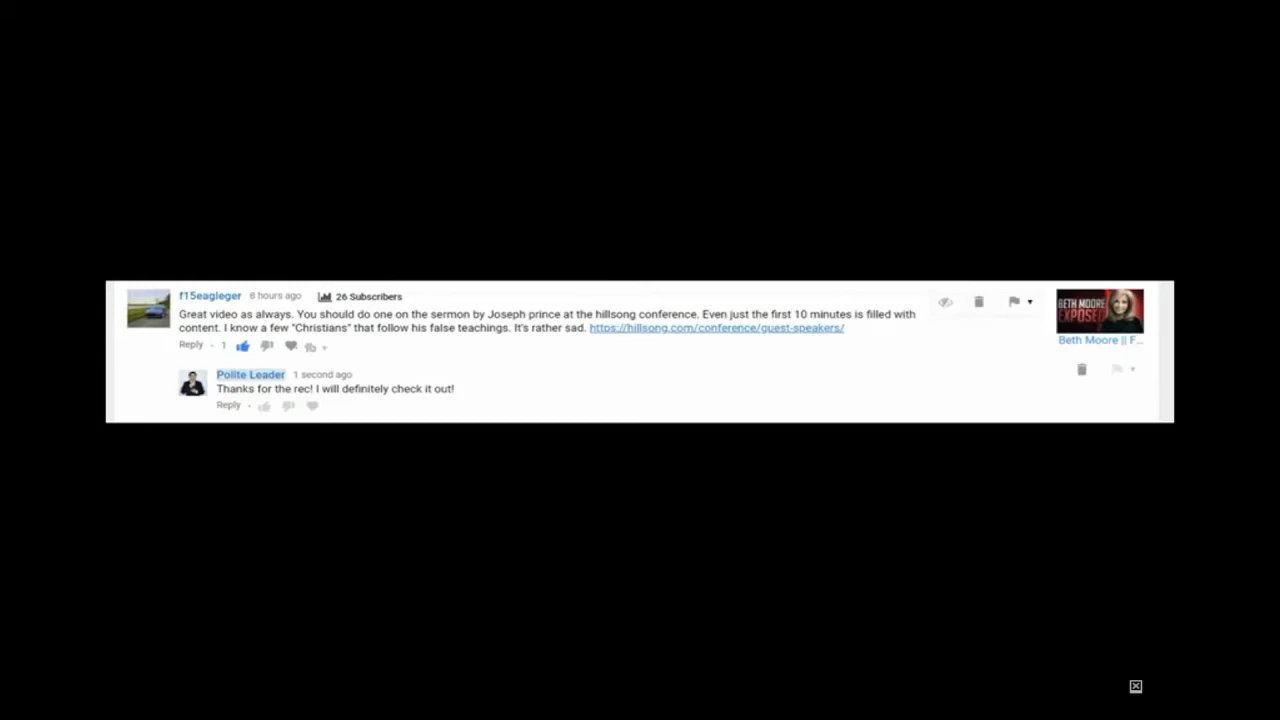 f15eagleger 8 hours ago 26 Subscribers
Great video as always. You should do one on the sermon by Joseph prince at the hillsong conference. Even just the first 10 minutes is filled with
content. I know a few "Christians" that follow his false teachings. It's rather sad. https://hillsong.com/conference/guest-speakers/
Reply · 1
BETH MOORE
EXPOSED
Beth Moore || F...
Polite Leader 1 second ago
Thanks for the rec! I will definitely check it out!
Reply ·